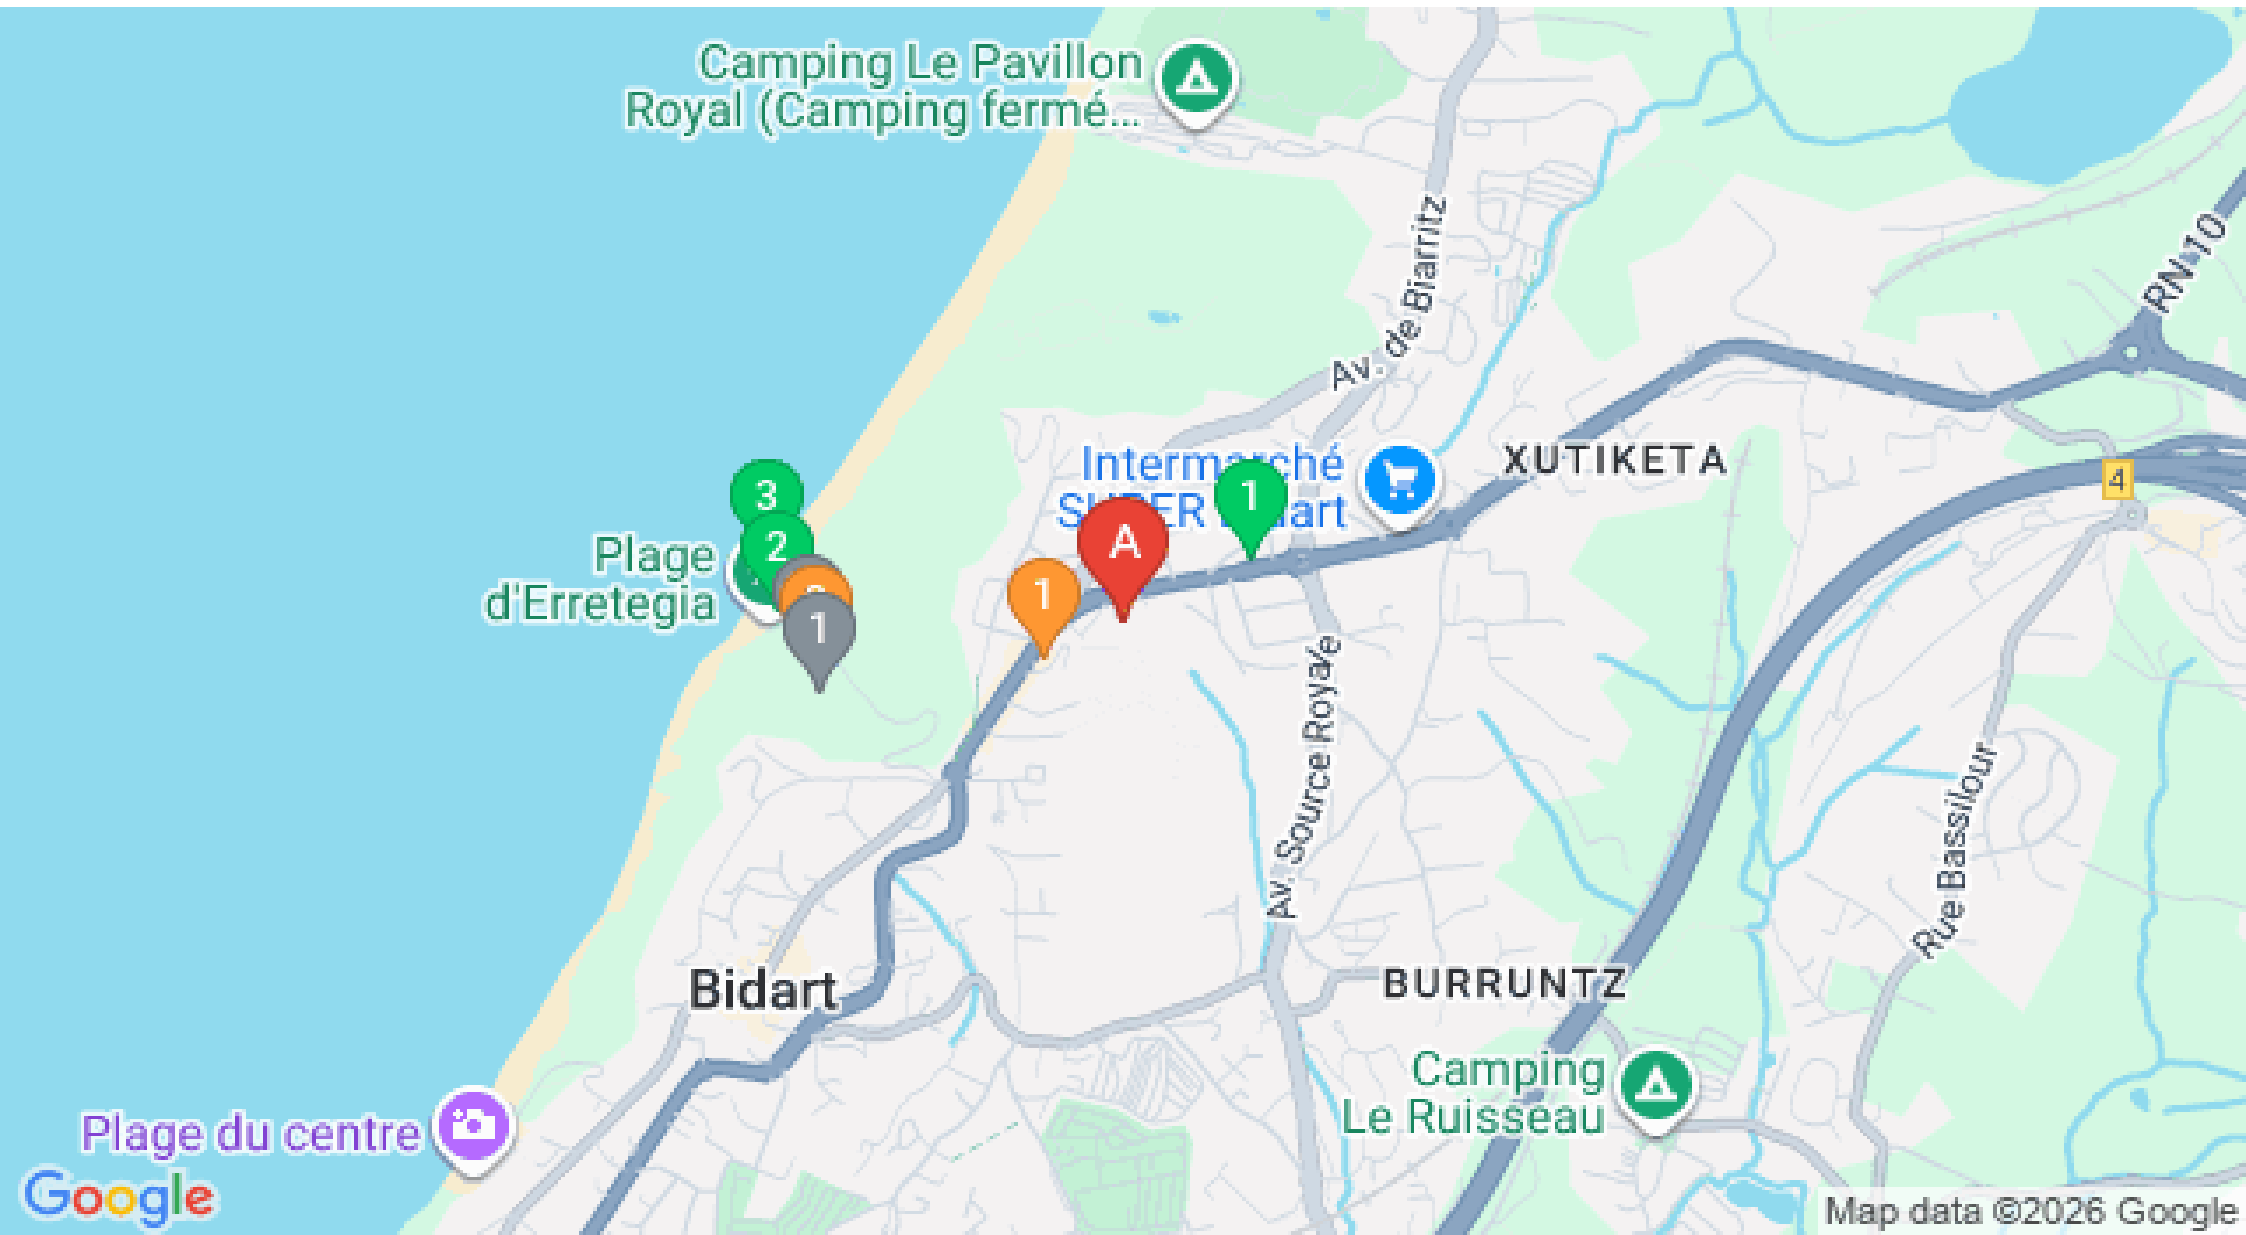 Camping Le Pavillon
Royal (Camping fermé...
Av. de Biarritz
RN-10
XUTIKETA
Intermarché
SUPER Bidart
4
3
1
2
A
1
1
Plage
d'Erretegia
Av. Source Royale
Rue Bassilour
Bidart
BURRUNTZ
Camping
Le Ruisseau
Plage du centre
Google
Map data ©2026 Google